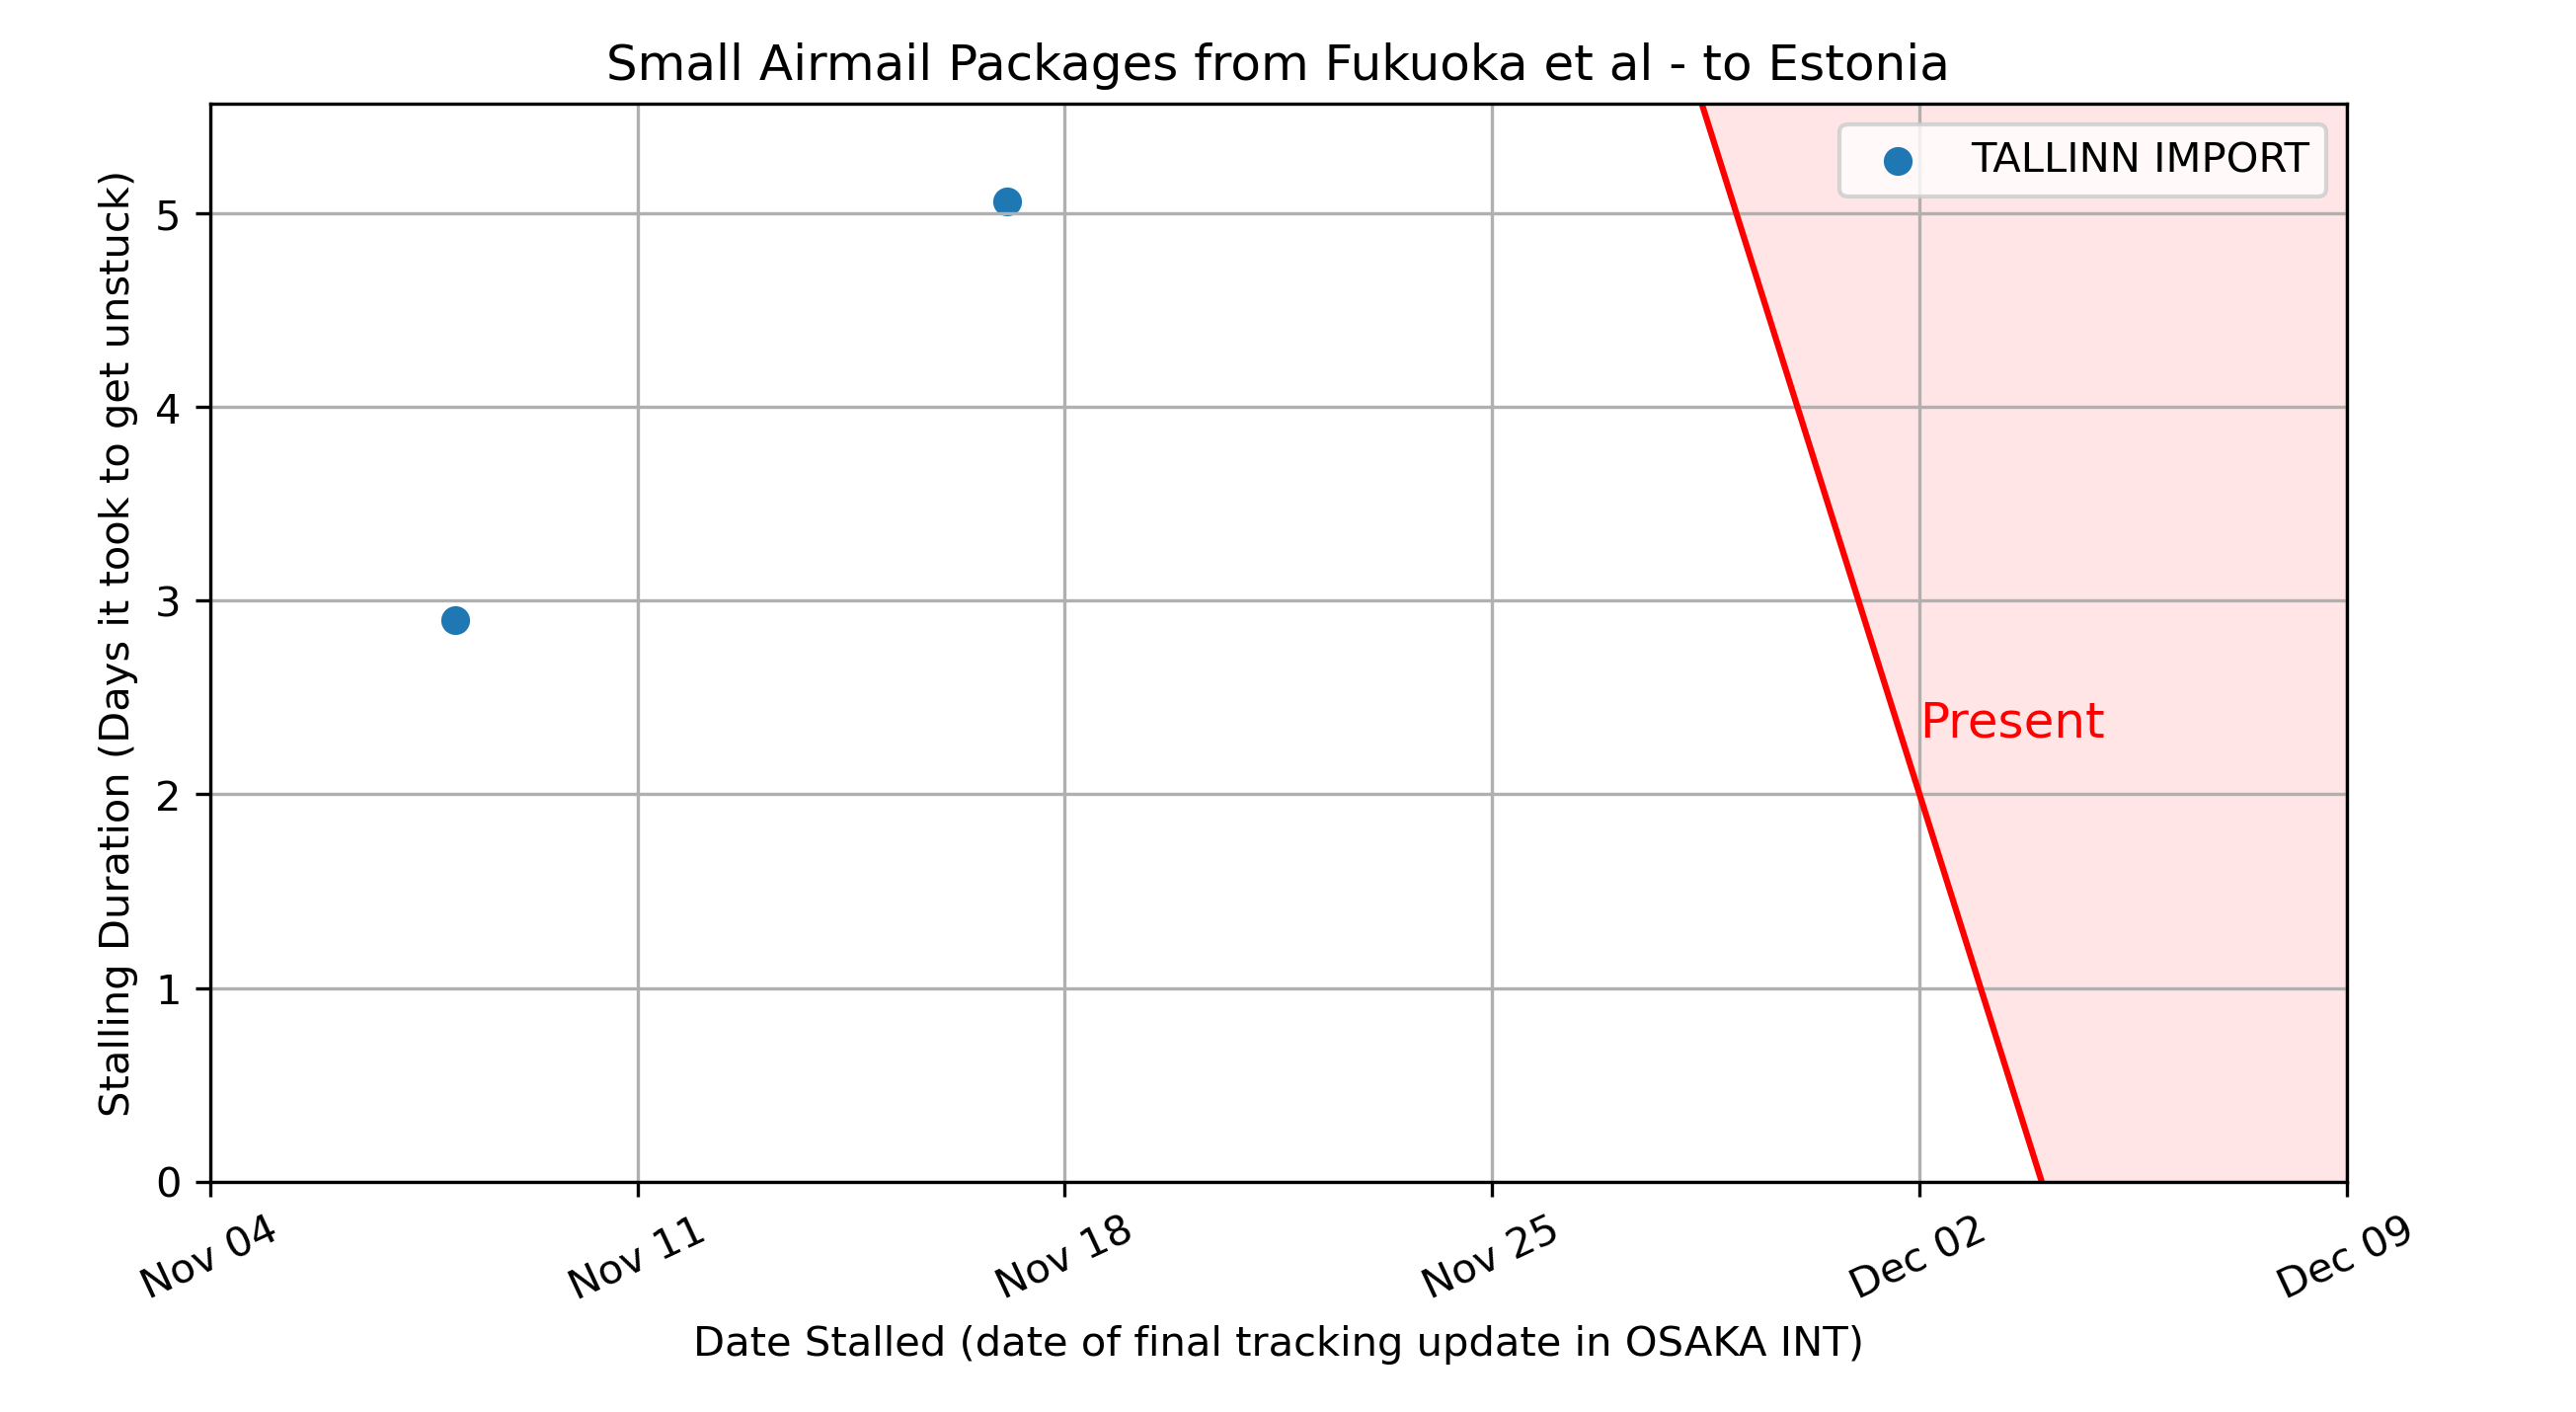 Small Airmail Packages from Fukuoka et al - to Estonia
TALLINN IMPORT
Stalling Duration (Days it took to get unstuck)
5
4
3
2
1
0
Present
Nov 04
Nov 11
Nov 18
Nov 25
Dec 02
Dec 09
Date Stalled (date of final tracking update in OSAKA INT)